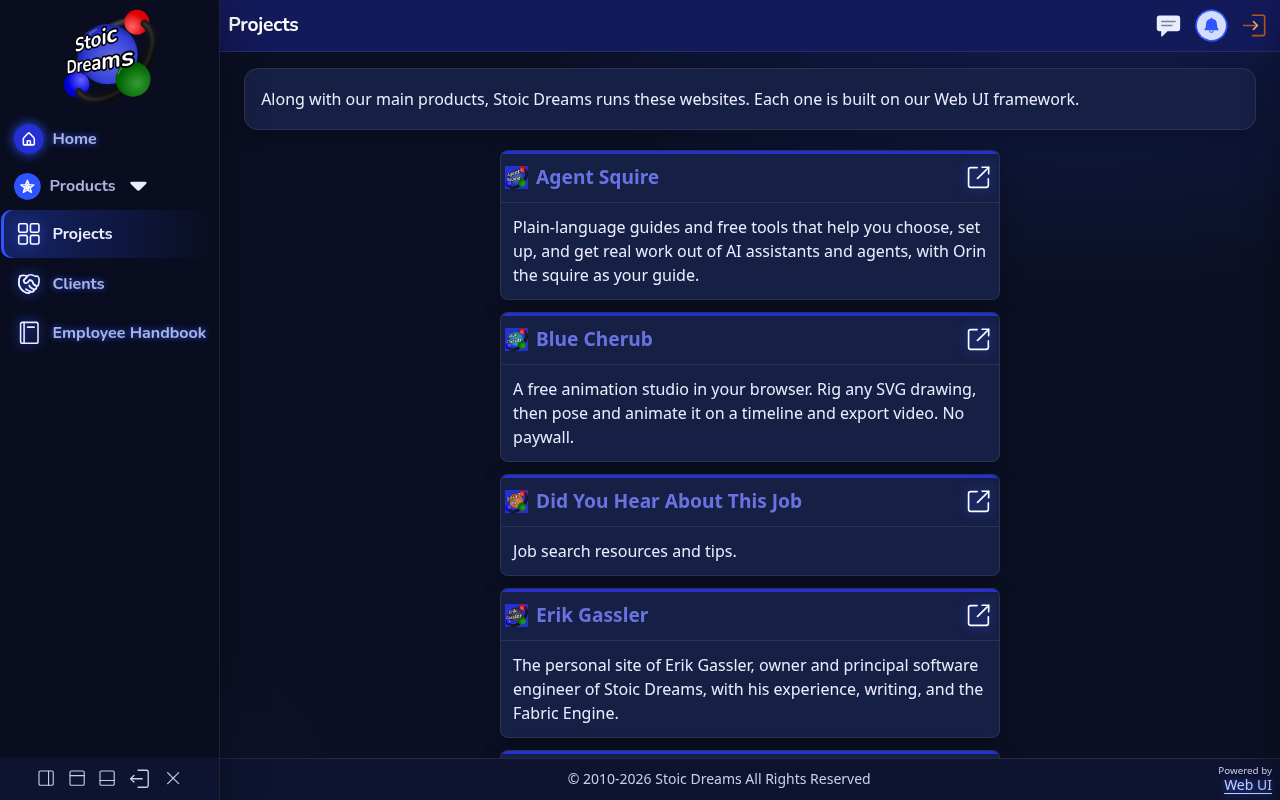 Stoic
Dreams
Projects
Home
Products
Projects
Clients
Employee Handbook
Along with our main products, Stoic Dreams runs these websites. Each one is built on our Web UI framework.
Agent Squire
Plain-language guides and free tools that help you choose, set
up, and get real work out of AI assistants and agents, with Orin
the squire as your guide.
Blue Cherub
A free animation studio in your browser. Rig any SVG drawing,
then pose and animate it on a timeline and export video. No
paywall.
Did You Hear About This Job
Job search resources and tips.
Erik Gassler
The personal site of Erik Gassler, owner and principal software
engineer of Stoic Dreams, with his experience, writing, and the
Fabric Engine.
© 2010-2026 Stoic Dreams All Rights Reserved
Powered by
Web UI